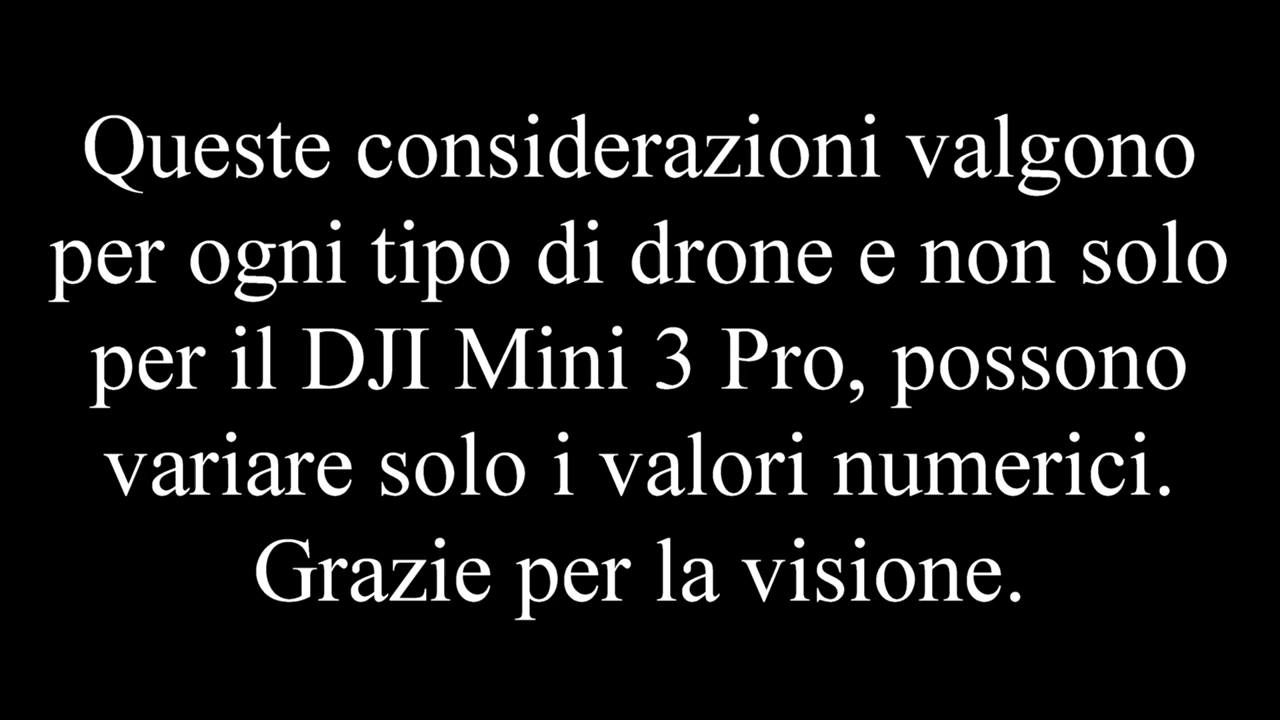 Queste considerazioni valgono
per ogni tipo di drone e non solo
per il DJI Mini 3 Pro, possono
variare solo i valori numerici.
Grazie per la visione.